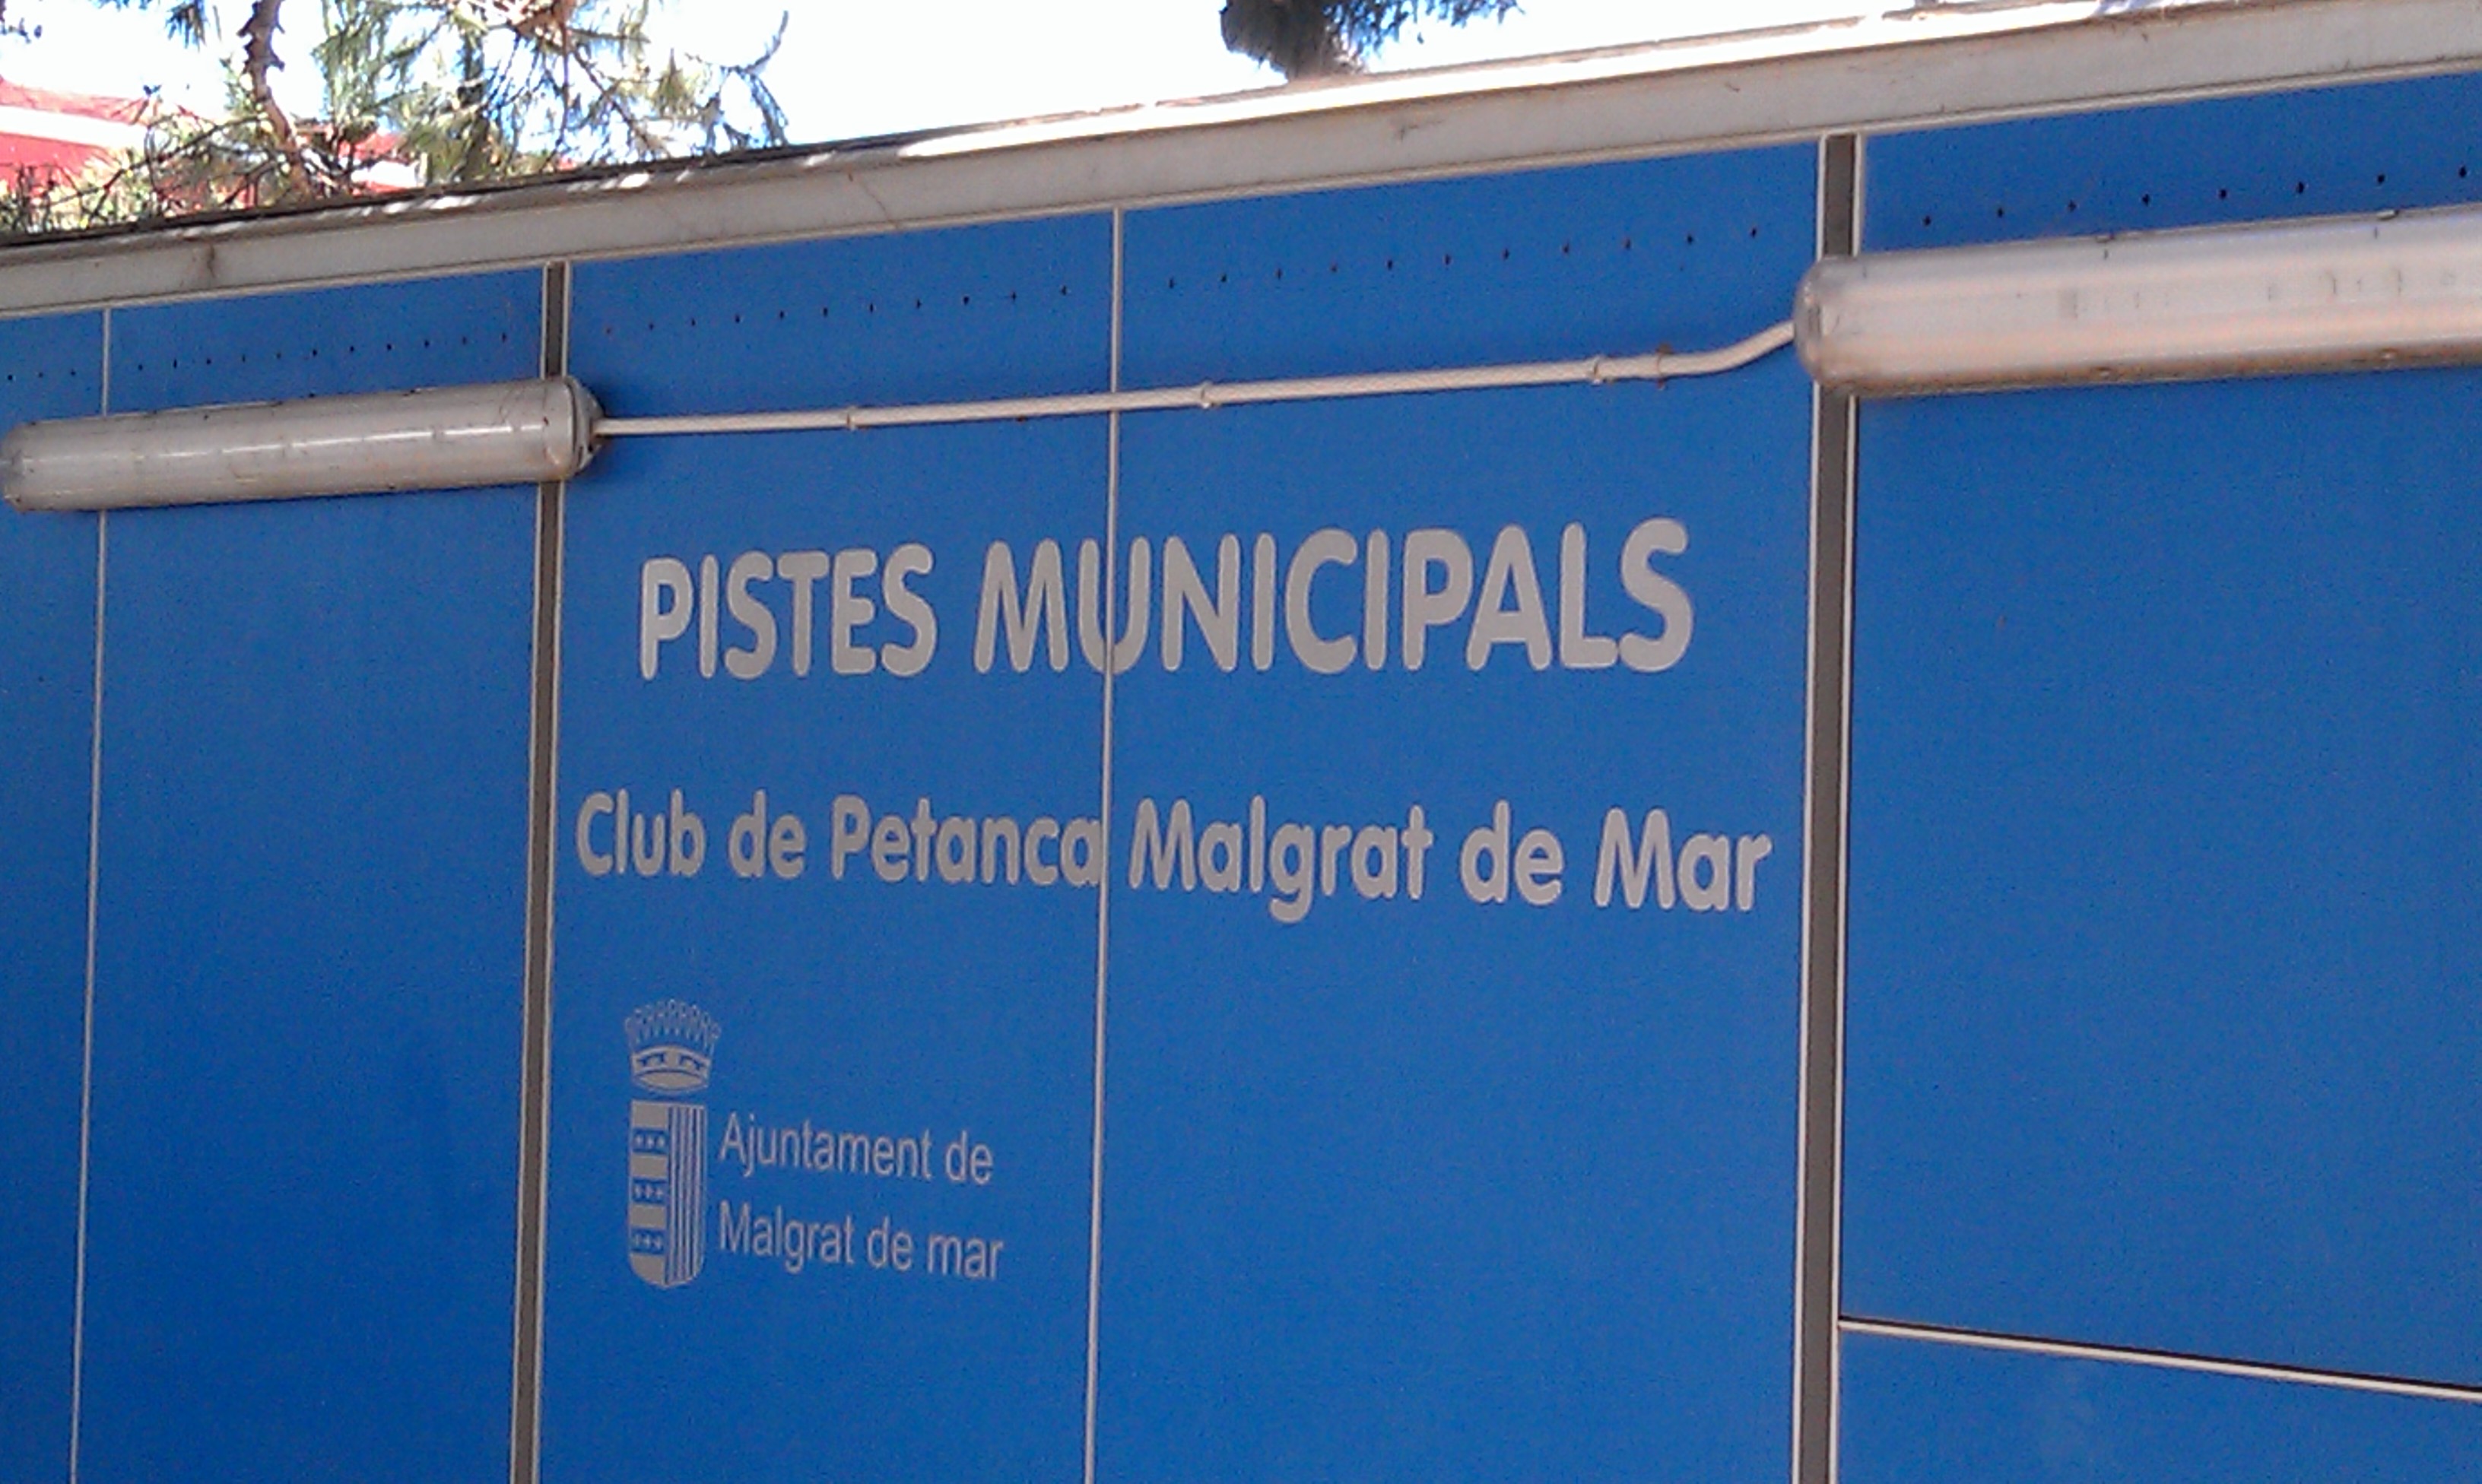 PISTES MUNICIPALS
Club de Petanca Malgrat de Mar
Ajuntament de
Malgrat de mar